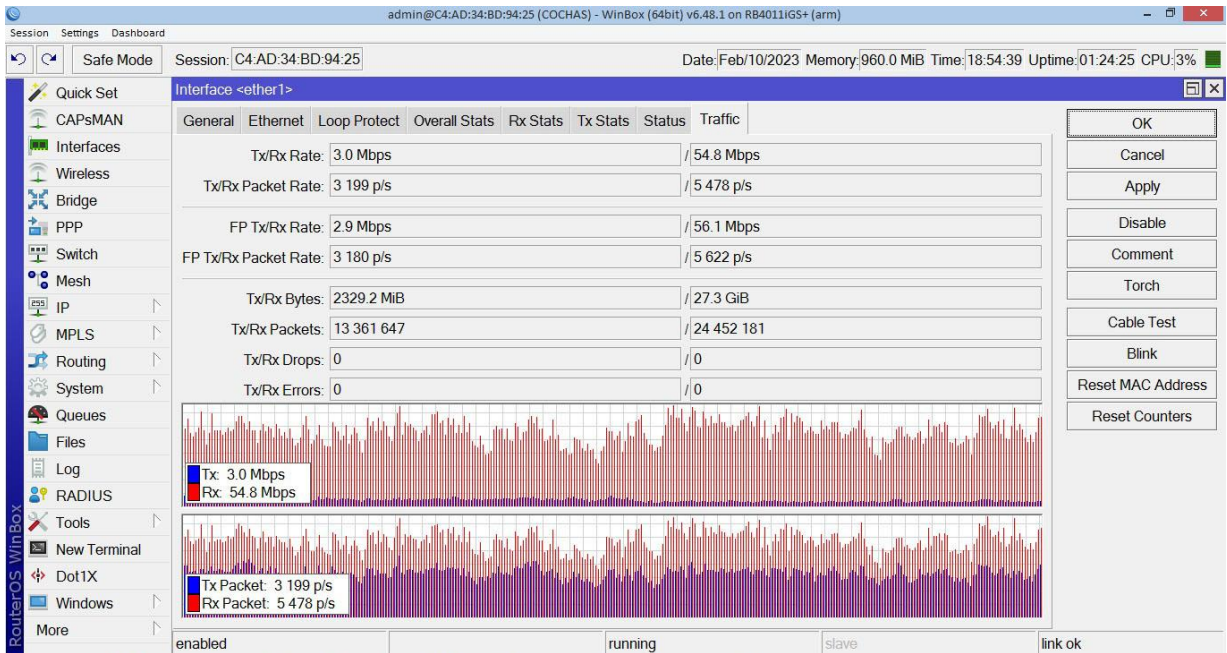 admin@C4:AD:34:BD:94:25 (COCHAS) - WinBox (64bit) v6.48.1 on RB4011iGS+ (arm)
Session Settings Dashboard
Safe Mode Session: C4:AD:34:BD:94:25 Date: Feb/10/2023 Memory: 960.0 MiB Time: 18:54:39 Uptime: 01:24:25 CPU: 3%
Quick Set
CAPsMAN
Interfaces
Wireless
Bridge
PPP
Switch
Mesh
IP
MPLS
Routing
System
Queues
Files
Log
RADIUS
Tools
New Terminal
Dot1X
Windows
More
RouterOS WinBox
Interface <ether1>
General Ethernet Loop Protect Overall Stats Rx Stats Tx Stats Status Traffic
Tx/Rx Rate: 3.0 Mbps / 54.8 Mbps
Tx/Rx Packet Rate: 3 199 p/s / 5 478 p/s
FP Tx/Rx Rate: 2.9 Mbps / 56.1 Mbps
FP Tx/Rx Packet Rate: 3 180 p/s / 5 622 p/s
Tx/Rx Bytes: 2329.2 MiB / 27.3 GiB
Tx/Rx Packets: 13 361 647 / 24 452 181
Tx/Rx Drops: 0 / 0
Tx/Rx Errors: 0 / 0
Tx: 3.0 Mbps
Rx: 54.8 Mbps
Tx Packet: 3 199 p/s
Rx Packet: 5 478 p/s
OK
Cancel
Apply
Disable
Comment
Torch
Cable Test
Blink
Reset MAC Address
Reset Counters
enabled running slave link ok